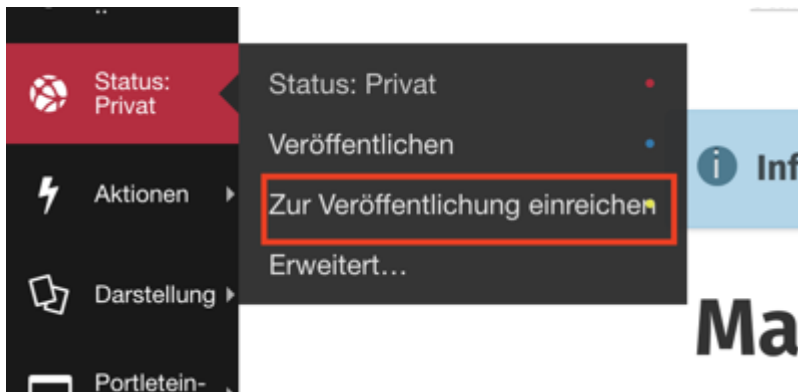 Status:
Privat
Aktionen
Darstellung
Portletein-
Status: Privat
Veröffentlichen
Zur Veröffentlichung einreichen
Erweitert...
Inf
Ma